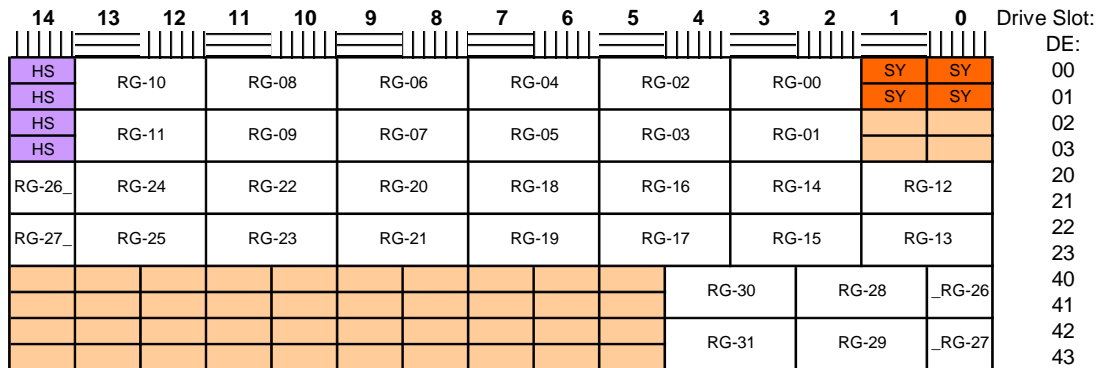 14 13 12 11 10 9 8 7 6 5 4 3 2 1 0 Drive Slot:
DE:
HS RG-10 RG-08 RG-06 RG-04 RG-02 RG-00 SY SY 00
HS SY SY 01
HS RG-11 RG-09 RG-07 RG-05 RG-03 RG-01 02
HS 03
RG-26_ RG-24 RG-22 RG-20 RG-18 RG-16 RG-14 RG-12 20
21
RG-27_ RG-25 RG-23 RG-21 RG-19 RG-17 RG-15 RG-13 22
23
RG-30 RG-28 _RG-26 40
41
RG-31 RG-29 _RG-27 42
43